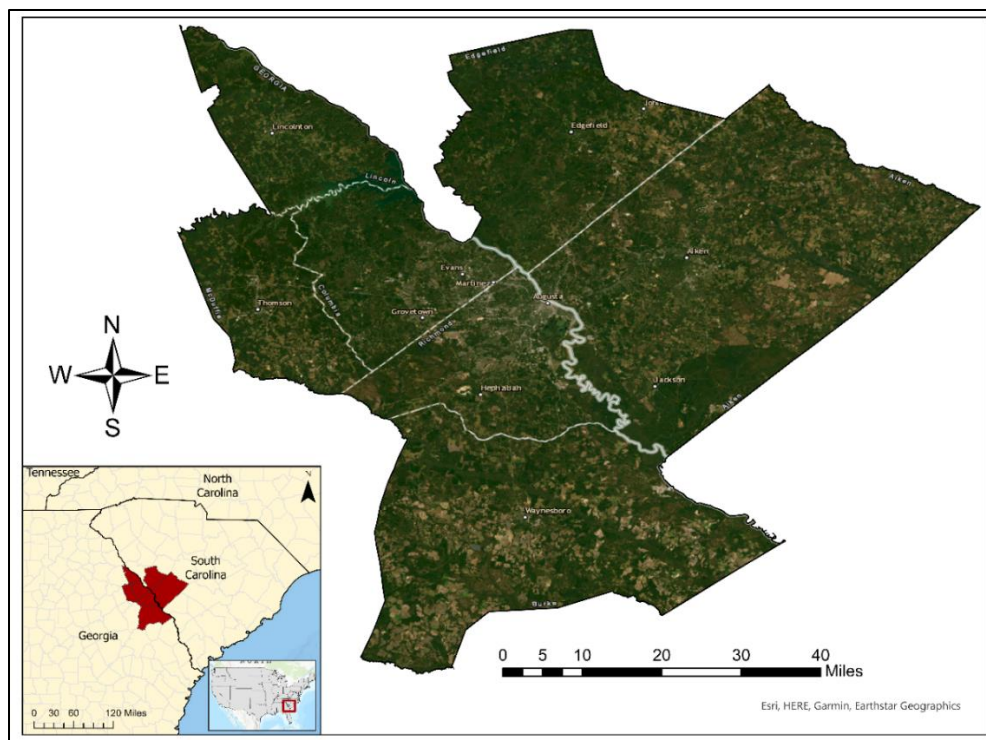 Edgefield
GEORGIA
Joh
Lincolnton
Edgefield
Lincoln
Aiken
Aiken
Evans
Martinez
Augusta
McDuffie
Thomson
Columbia
Grovetown
Richmond
N
W E
S
Jackson
Hephzibah
Aiken
Tennessee
North
Carolina
South
Carolina
Georgia
Waynesboro
Burke
0 5 10 20 30 40
Miles
0 30 60 120 Miles
Esri, HERE, Garmin, Earthstar Geographics